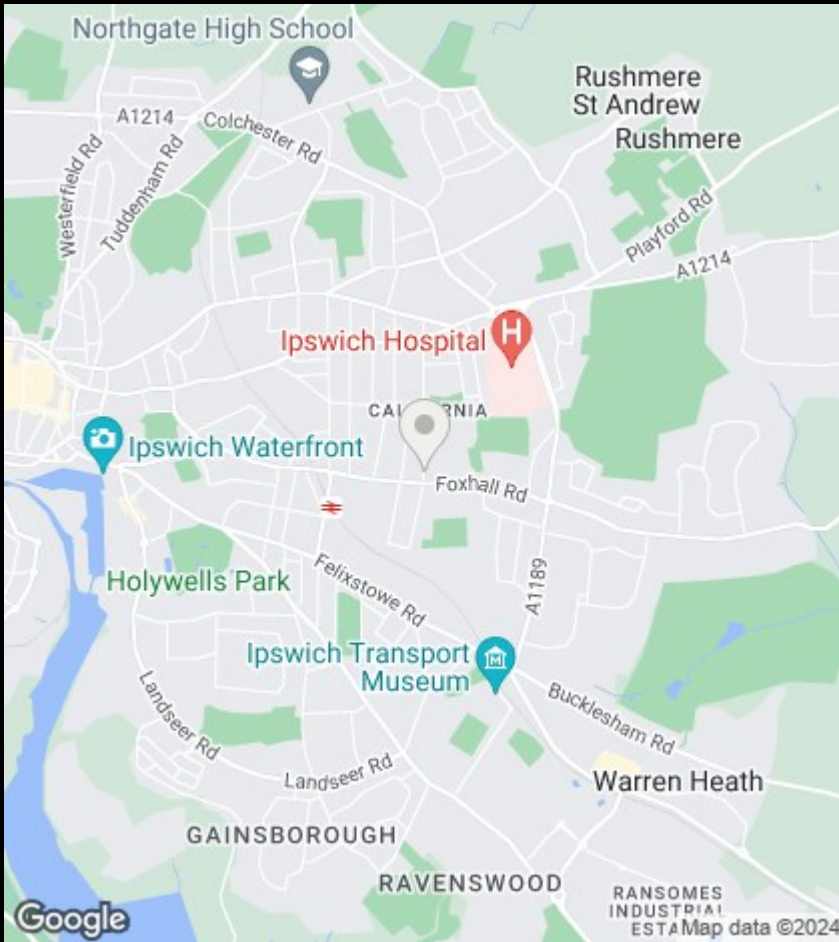 Northgate High School
Rushmere
St Andrew
Rushmere
A1214
Colchester Rd
Westerfield Rd
Tuddenham Rd
Playford Rd
A1214
Ipswich Hospital
H
Ipswich Waterfront
Foxhall Rd
Holywells Park
Felixstowe Rd
A1189
Ipswich Transport
Museum
M
Landseer Rd
Bucklesham Rd
Landseer Rd
Warren Heath
GAINSBOROUGH
RAVENSWOOD
RANSOMES
INDUSTRIAL
Google
Map data ©2024